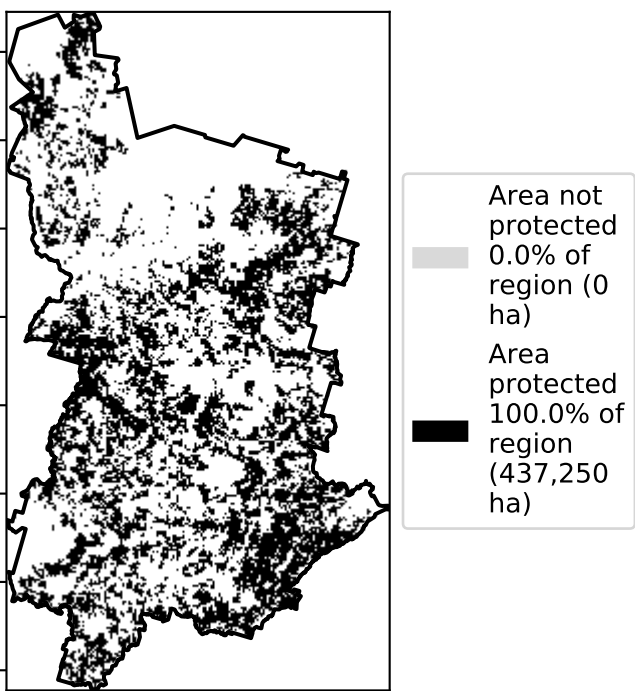 Area not
protected
0.0% of
region (0
ha)
Area
protected
100.0% of
region
(437,250
ha)